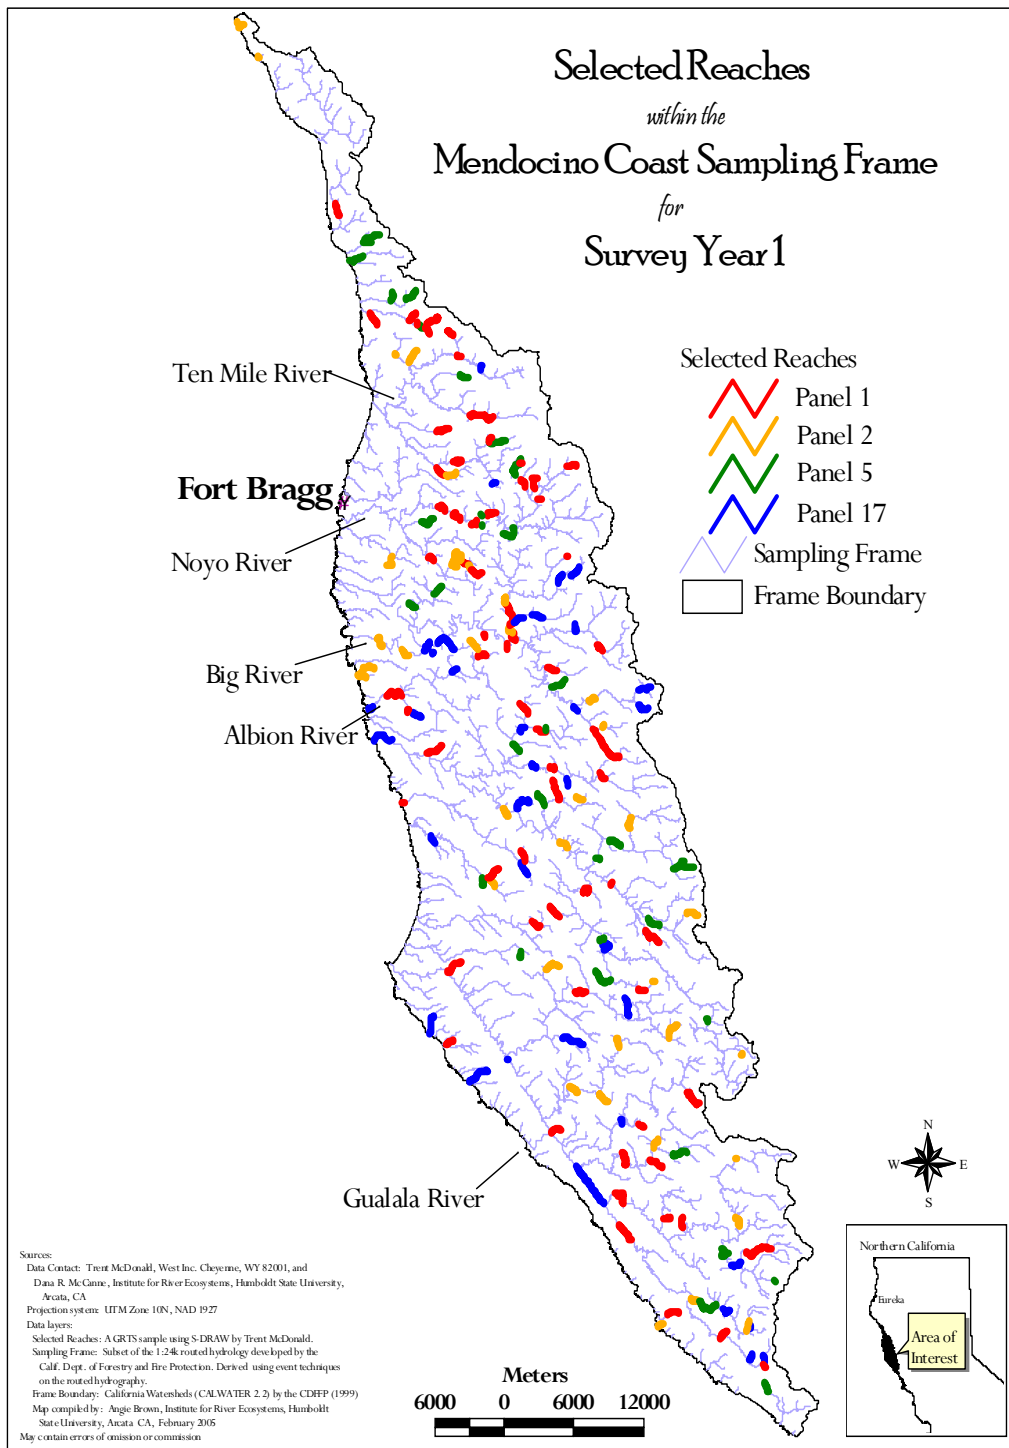 Selected Reaches
within the
Mendocino Coast Sampling Frame
for
Survey Year 1
Ten Mile River
Fort Bragg
Noyo River
Big River
Albion River
Gualala River
Selected Reaches
Panel 1
Panel 2
Panel 5
Panel 17
Sampling Frame
Frame Boundary
N
W
E
S
Northern California
Eureka
Area of
Interest
Meters
6000
0
6000
12000
Sources:
Data Contact: Trent McDonald, West Inc. Cheyenne, WY 82001, and
Dana R. McCanne, Institute for River Ecosystems, Humboldt State University,
Arcata, CA
Projection system: UTM Zone 10N, NAD 1927
Data layers:
Selected Reaches: A GRTS sample using S-DRAW by Trent McDonald.
Sampling Frame: Subset of the 1:24k routed hydrology developed by the
Calif. Dept. of Forestry and Fire Protection. Derived using event techniques
on the routed hydrography.
Frame Boundary: California Watersheds (CALWATER 2.2) by the CDFFP (1999)
Map compiled by: Angie Brown, Institute for River Ecosystems, Humboldt
State University, Arcata CA, February 2005
May contain errors of omission or commission